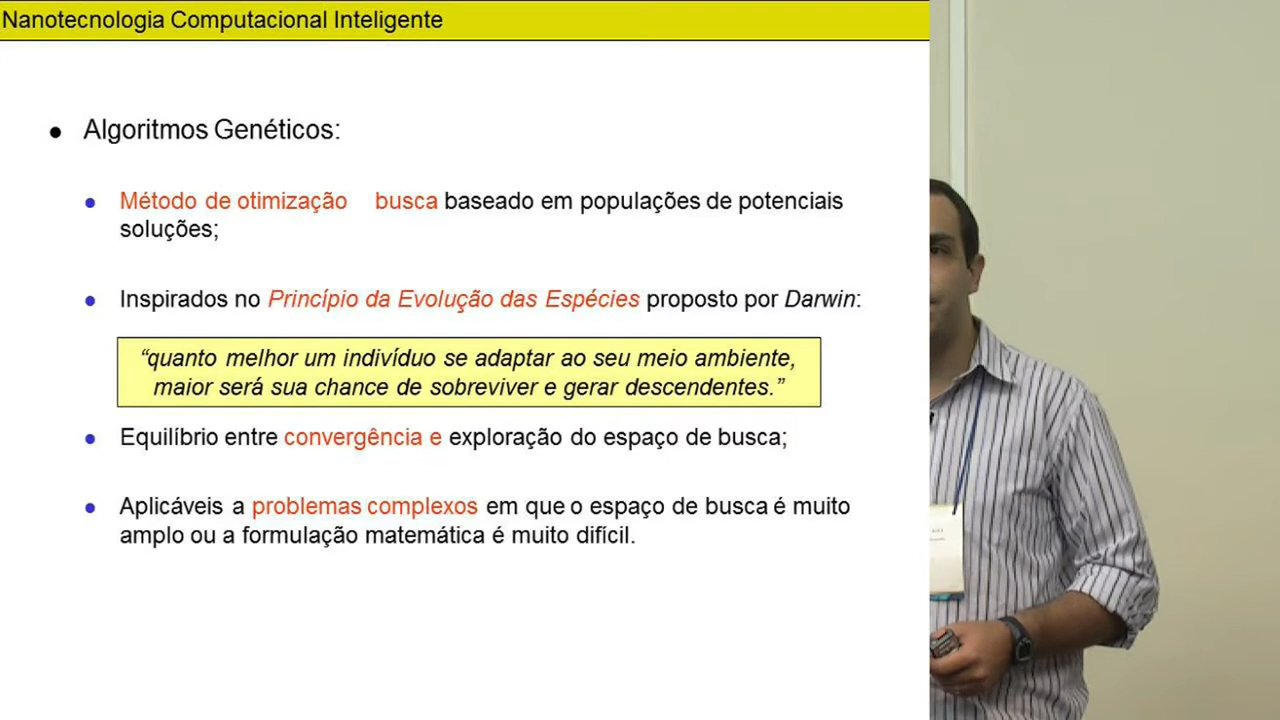 Nanotecnologia Computacional Inteligente
● Algoritmos Genéticos:
● Método de otimização busca baseado em populações de potenciais
soluções;
● Inspirados no Princípio da Evolução das Espécies proposto por Darwin:
“quanto melhor um indivíduo se adaptar ao seu meio ambiente,
maior será sua chance de sobreviver e gerar descendentes.”
● Equilíbrio entre convergência e exploração do espaço de busca;
● Aplicáveis a problemas complexos em que o espaço de busca é muito
amplo ou a formulação matemática é muito difícil.